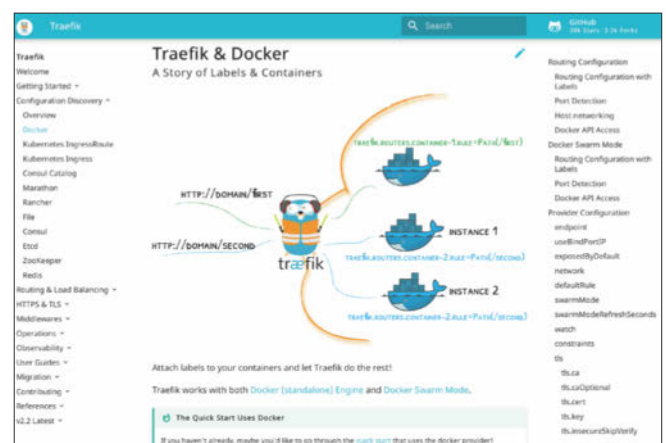 Traefik
Search
GitHub
Traefik
Welcome
Getting Started
Configuration Discovery
Overview
Docker
Kubernetes IngressRoute
Kubernetes Ingress
Consul Catalog
Marathon
Rancher
File
Consul
Etcd
ZooKeeper
Redis
Routing & Load Balancing
HTTPS & TLS
Middlewares
Operations
Observability
User Guides
Migration
Contributing
References
v2.2 Latest
Traefik & Docker
A Story of Labels & Containers
TRAEFIK.ROUTERS.CONTAINER-1.RULE=PATH(/FIRST)
HTTP://DOMAIN/FIRST
INSTANCE 1
HTTP://DOMAIN/SECOND
træfik
TRAEFIK.ROUTERS.CONTAINER-2.RULE=PATH(/SECOND)
INSTANCE 2
TRAEFIK.ROUTERS.CONTAINER-2.RULE=PATH(/SECOND)
Attach labels to your containers and let Traefik do the rest!
Traefik works with both Docker (standalone) Engine and Docker Swarm Mode.
The Quick Start Uses Docker
If you haven't already, maybe you'd like to go through the quick start that uses the docker provider!
Routing Configuration
Routing Configuration with
Labels
Port Detection
Host networking
Docker API Access
Docker Swarm Mode
Routing Configuration with
Labels
Port Detection
Docker API Access
Provider Configuration
endpoint
useBindPortIP
exposedByDefault
network
defaultRule
swarmMode
swarmModeRefreshSeconds
watch
constraints
tls
tls.ca
tls.caOptional
tls.cert
tls.key
tls.insecureSkipVerify